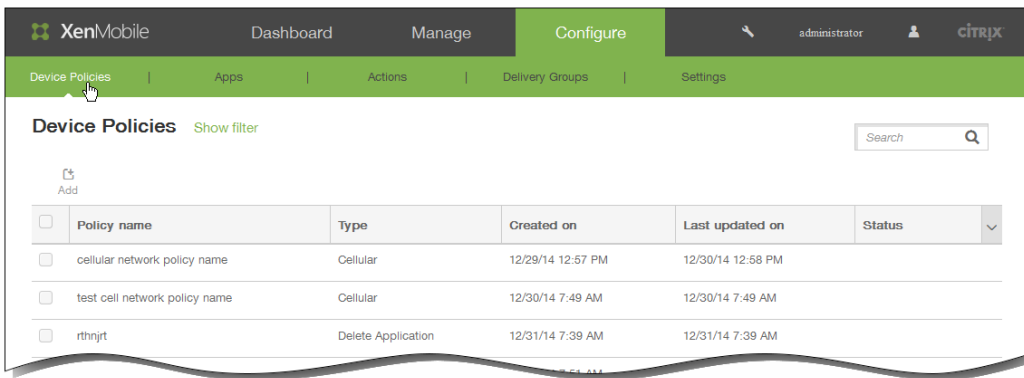 XenMobile Dashboard Manage Configure administrator CITRIX
Device Policies | Apps | Actions | Delivery Groups | Settings
Device Policies Show filter
Search
Add
Policy name Type Created on Last updated on Status
cellular network policy name Cellular 12/29/14 12:57 PM 12/30/14 12:58 PM
test cell network policy name Cellular 12/30/14 7:49 AM 12/30/14 7:49 AM
rthnjrt Delete Application 12/31/14 7:39 AM 12/31/14 7:39 AM
7:51 AM